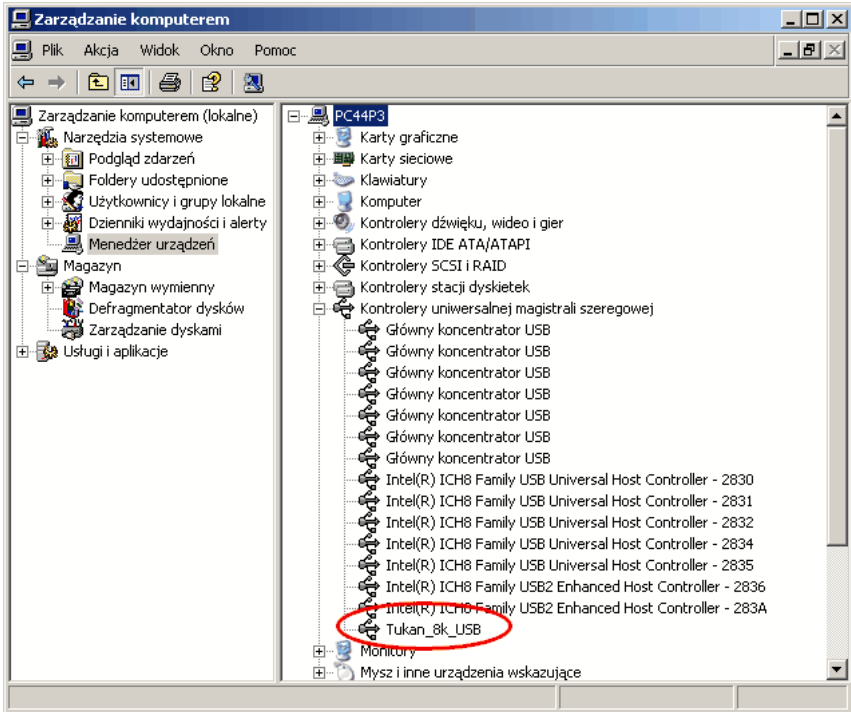 Zarządzanie komputerem
Plik Akcja Widok Okno Pomoc
Zarządzanie komputerem (lokalne)
Narzędzia systemowe
Podgląd zdarzeń
Foldery udostępnione
Użytkownicy i grupy lokalne
Dzienniki wydajności i alerty
Menedżer urządzeń
Magazyn
Magazyn wymienny
Defragmentator dysków
Zarządzanie dyskami
Usługi i aplikacje
PC44P3
Karty graficzne
Karty sieciowe
Klawiatury
Komputer
Kontrolery dźwięku, wideo i gier
Kontrolery IDE ATA/ATAPI
Kontrolery SCSI i RAID
Kontrolery stacji dyskietek
Kontrolery uniwersalnej magistrali szeregowej
Główny koncentrator USB
Główny koncentrator USB
Główny koncentrator USB
Główny koncentrator USB
Główny koncentrator USB
Główny koncentrator USB
Główny koncentrator USB
Intel(R) ICH8 Family USB Universal Host Controller - 2830
Intel(R) ICH8 Family USB Universal Host Controller - 2831
Intel(R) ICH8 Family USB Universal Host Controller - 2832
Intel(R) ICH8 Family USB Universal Host Controller - 2834
Intel(R) ICH8 Family USB Universal Host Controller - 2835
Intel(R) ICH8 Family USB2 Enhanced Host Controller - 2836
Intel(R) ICH8 Family USB2 Enhanced Host Controller - 283A
Tukan_8k_USB
Monitory
Mysz i inne urządzenia wskazujące